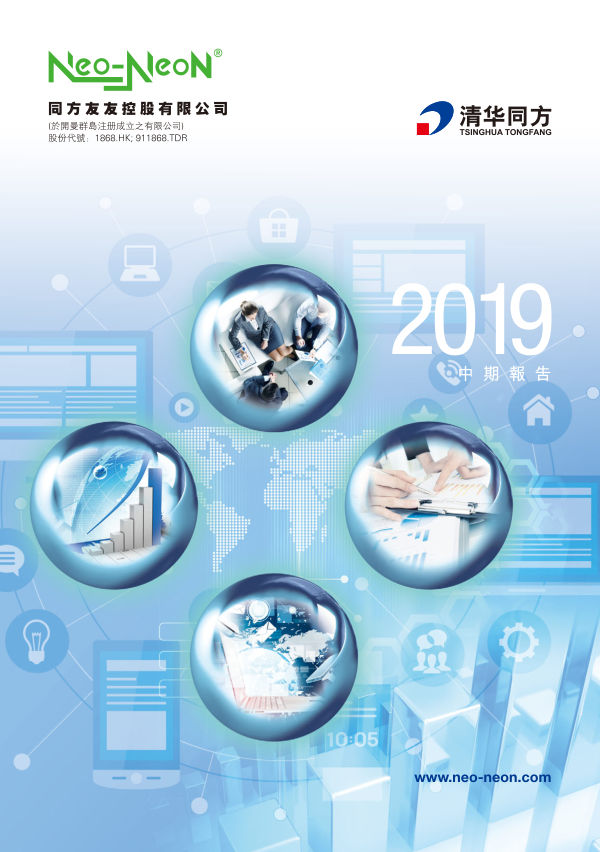 NEO-NEON®
同方友友控股有限公司
(於開曼群島注册成立之有限公司)
股份代號：1868.HK; 911868.TDR
清华同方
TSINGHUA TONGFANG
2019
中期報告
10:05
www.neo-neon.com